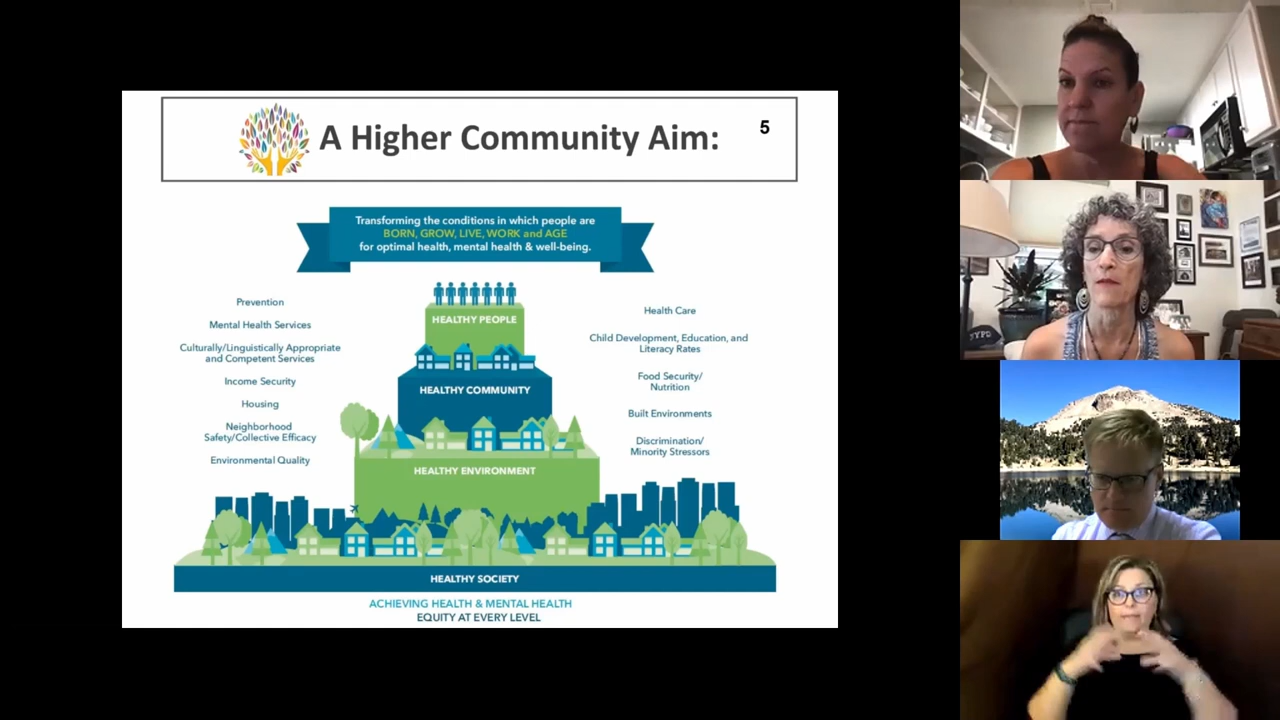 A Higher Community Aim:
5
Transforming the conditions in which people are
BORN, GROW, LIVE, WORK and AGE
for optimal health, mental health & well-being.
Prevention
Mental Health Services
Culturally/Linguistically Appropriate
and Competent Services
Income Security
Housing
Neighborhood
Safety/Collective Efficacy
Environmental Quality
HEALTHY PEOPLE
HEALTHY COMMUNITY
HEALTHY ENVIRONMENT
HEALTHY SOCIETY
Health Care
Child Development, Education, and
Literacy Rates
Food Security/
Nutrition
Built Environments
Discrimination/
Minority Stressors
ACHIEVING HEALTH & MENTAL HEALTH
EQUITY AT EVERY LEVEL
NYPD